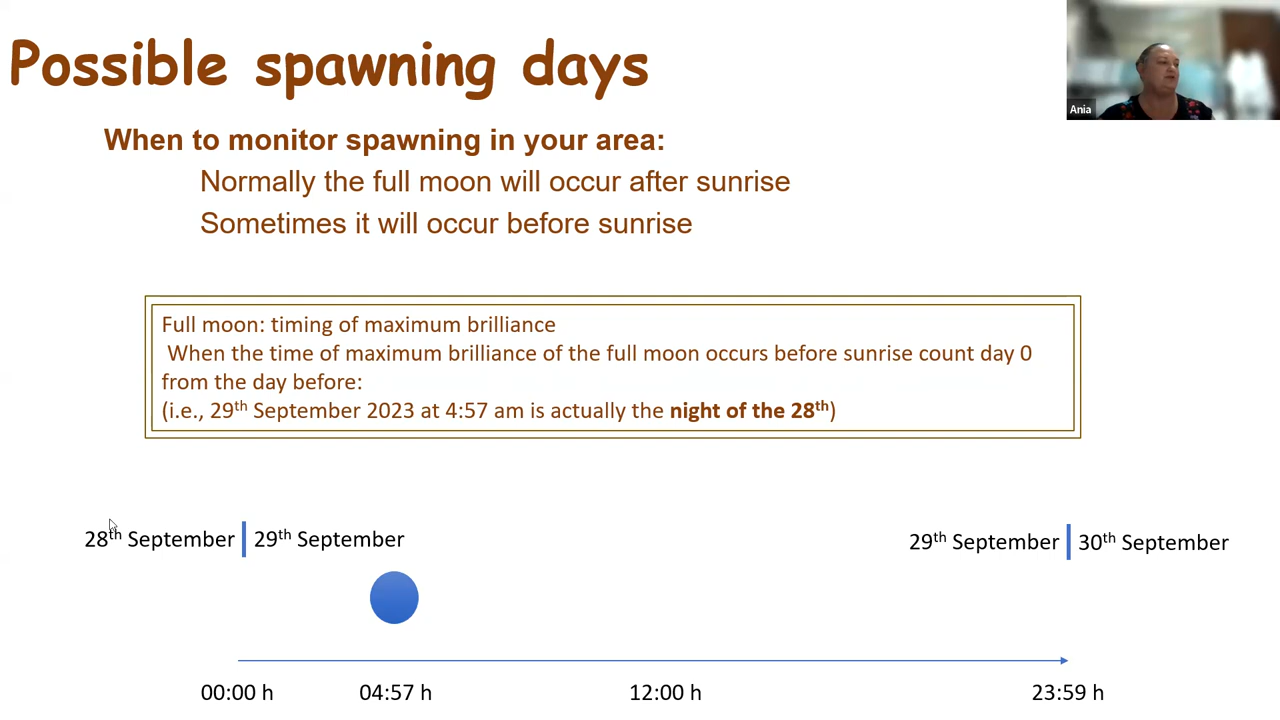 Possible spawning days
Ania
When to monitor spawning in your area:
Normally the full moon will occur after sunrise
Sometimes it will occur before sunrise
Full moon: timing of maximum brilliance
When the time of maximum brilliance of the full moon occurs before sunrise count day 0
from the day before:
(i.e., 29th September 2023 at 4:57 am is actually the night of the 28th)
28th September | 29th September
29th September | 30th September
00:00 h
04:57 h
12:00 h
23:59 h